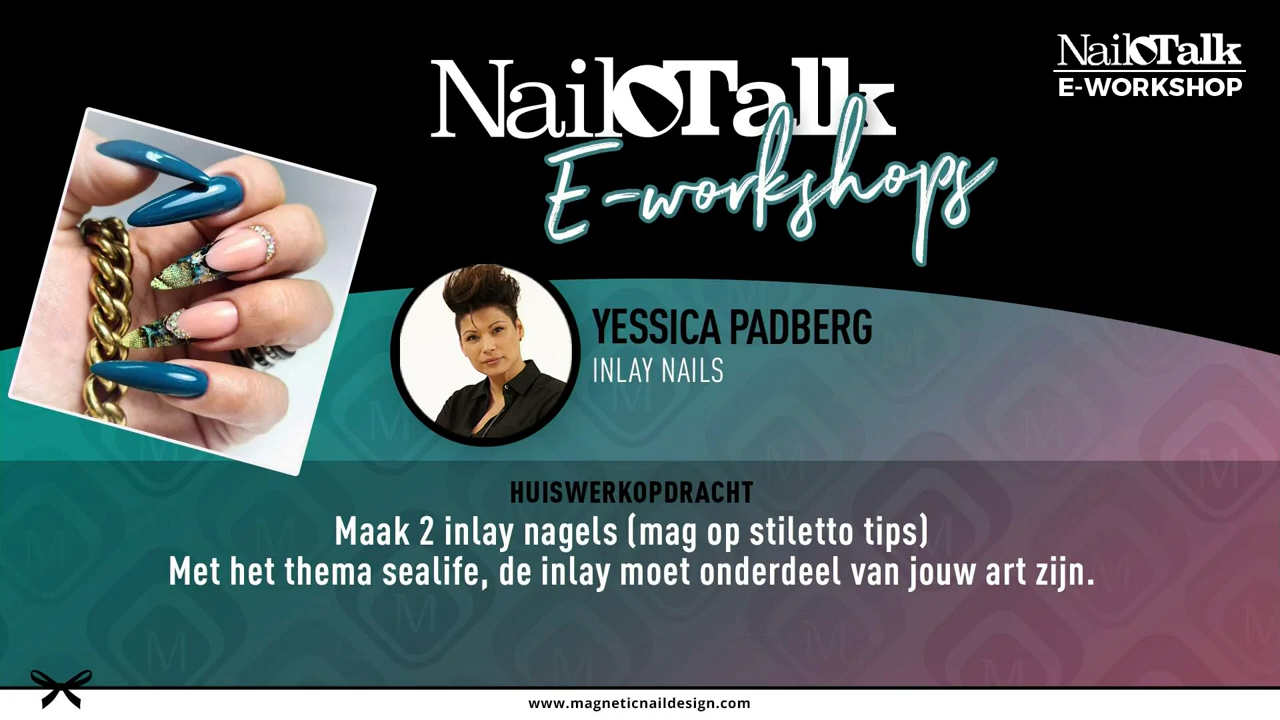 NailTalk
E-workshops
NailTalk
E-WORKSHOP
YESSICA PADBERG
INLAY NAILS
HUISWERKOPDRACHT
Maak 2 inlay nagels (mag op stiletto tips)
Met het thema sealife, de inlay moet onderdeel van jouw art zijn.
www.magneticnaildesign.com